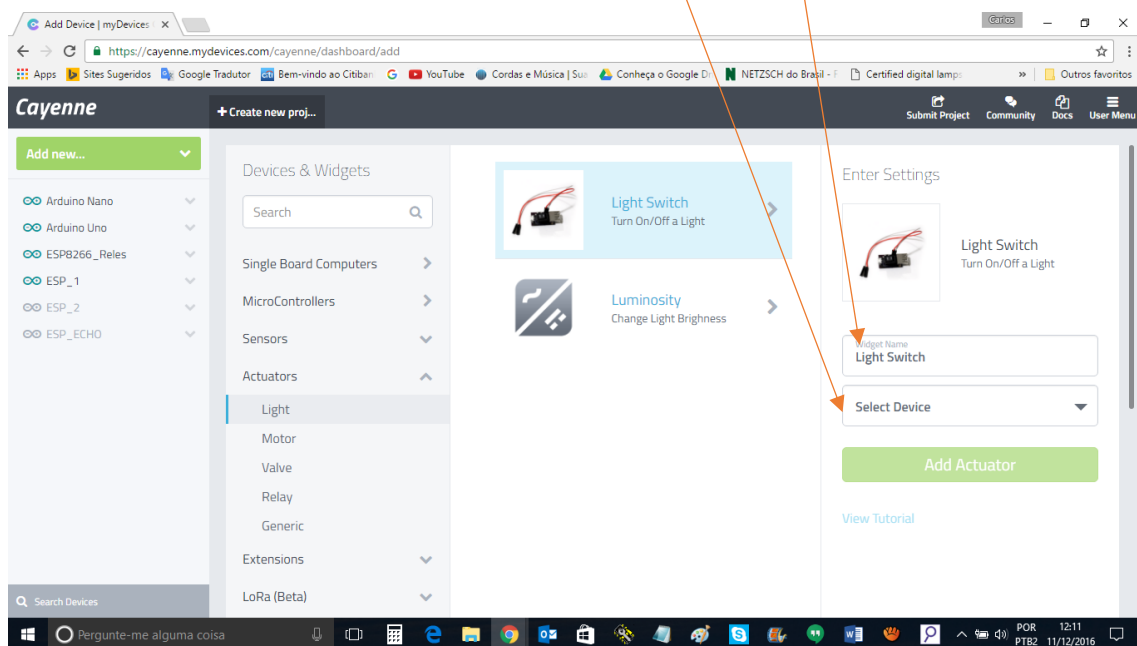 Add Device | myDevices
Carlos
https://cayenne.mydevices.com/cayenne/dashboard/add
Apps
Sites Sugeridos
Google Tradutor
Bem-vindo ao Citiban
YouTube
Cordas e Música | Sua
Conheça o Google Dr
NETZSCH do Brasil - F
Certified digital lamp
»
Outros favoritos
Cayenne
+ Create new proj...
Submit Project
Community
Docs
User Menu
Add new...
Arduino Nano
Arduino Uno
ESP8266_Reles
ESP_1
ESP_2
ESP_ECHO
Search Devices
Devices & Widgets
Search
Single Board Computers
MicroControllers
Sensors
Actuators
Light
Motor
Valve
Relay
Generic
Extensions
LoRa (Beta)
Light Switch
Turn On/Off a Light
Luminosity
Change Light Brighness
Enter Settings
Light Switch
Turn On/Off a Light
Widget Name
Light Switch
Select Device
Add Actuator
View Tutorial
Pergunte-me alguma coisa
POR
PTB2
12:11
11/12/2016